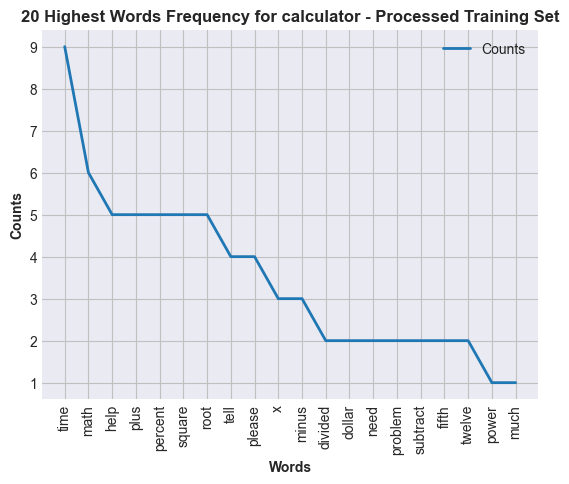 20 Highest Words Frequency for calculator - Processed Training Set
Counts
9
8
7
6
5
4
3
2
1
Counts
time
math
help
plus
percent
square
root
tell
please
x
minus
divided
dollar
need
problem
subtract
fifth
twelve
power
much
Words